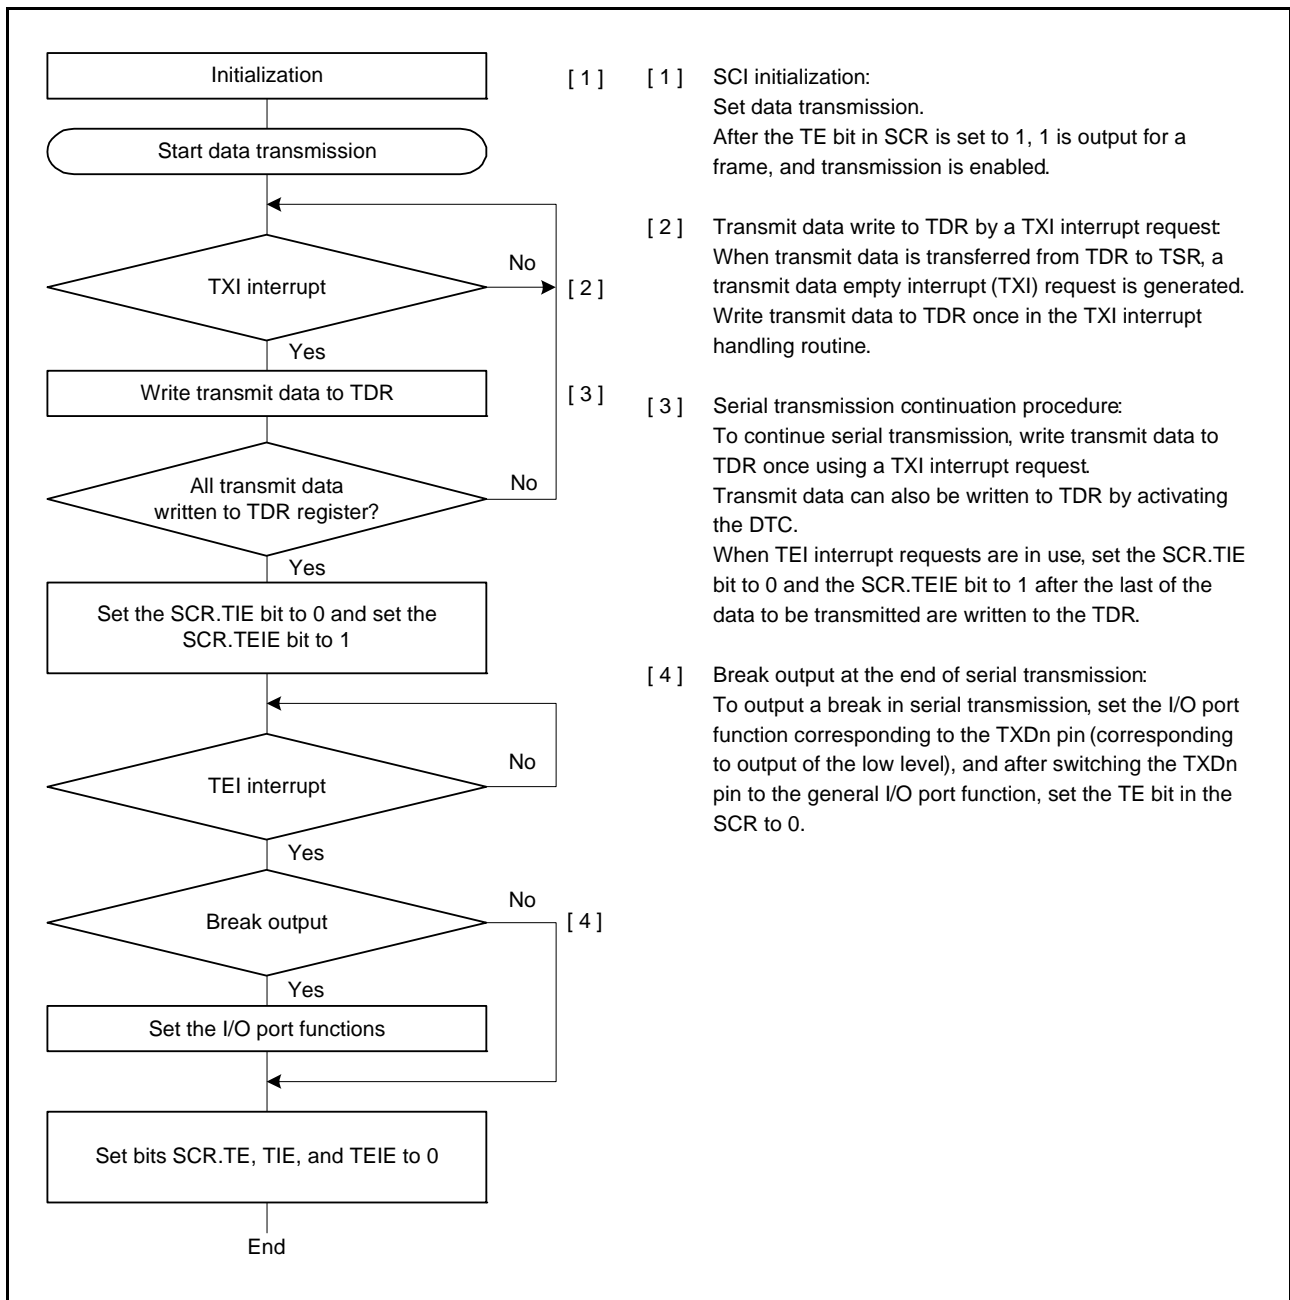 Initialization
[ 1 ]
Start data transmission
No
TXI interrupt
[ 2 ]
Yes
Write transmit data to TDR
[ 3 ]
All transmit data
written to TDR register?
No
Yes
Set the SCR.TIE bit to 0 and set the
SCR.TEIE bit to 1
No
TEI interrupt
Yes
No
Break output
[ 4 ]
Yes
Set the I/O port functions
Set bits SCR.TE, TIE, and TEIE to 0
End
[ 1 ] SCI initialization:
Set data transmission.
After the TE bit in SCR is set to 1, 1 is output for a
frame, and transmission is enabled.
[ 2 ] Transmit data write to TDR by a TXI interrupt request:
When transmit data is transferred from TDR to TSR, a
transmit data empty interrupt (TXI) request is generated.
Write transmit data to TDR once in the TXI interrupt
handling routine.
[ 3 ] Serial transmission continuation procedure:
To continue serial transmission, write transmit data to
TDR once using a TXI interrupt request.
Transmit data can also be written to TDR by activating
the DTC.
When TEI interrupt requests are in use, set the SCR.TIE
bit to 0 and the SCR.TEIE bit to 1 after the last of the
data to be transmitted are written to the TDR.
[ 4 ] Break output at the end of serial transmission:
To output a break in serial transmission, set the I/O port
function corresponding to the TXDn pin (corresponding
to output of the low level), and after switching the TXDn
pin to the general I/O port function, set the TE bit in the
SCR to 0.